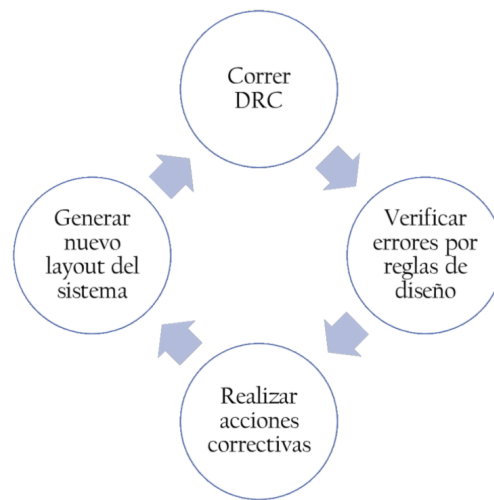 Correr
DRC
Verificar
errores por
reglas de
diseño
Realizar
acciones
correctivas
Generar
nuevo
layout del
sistema